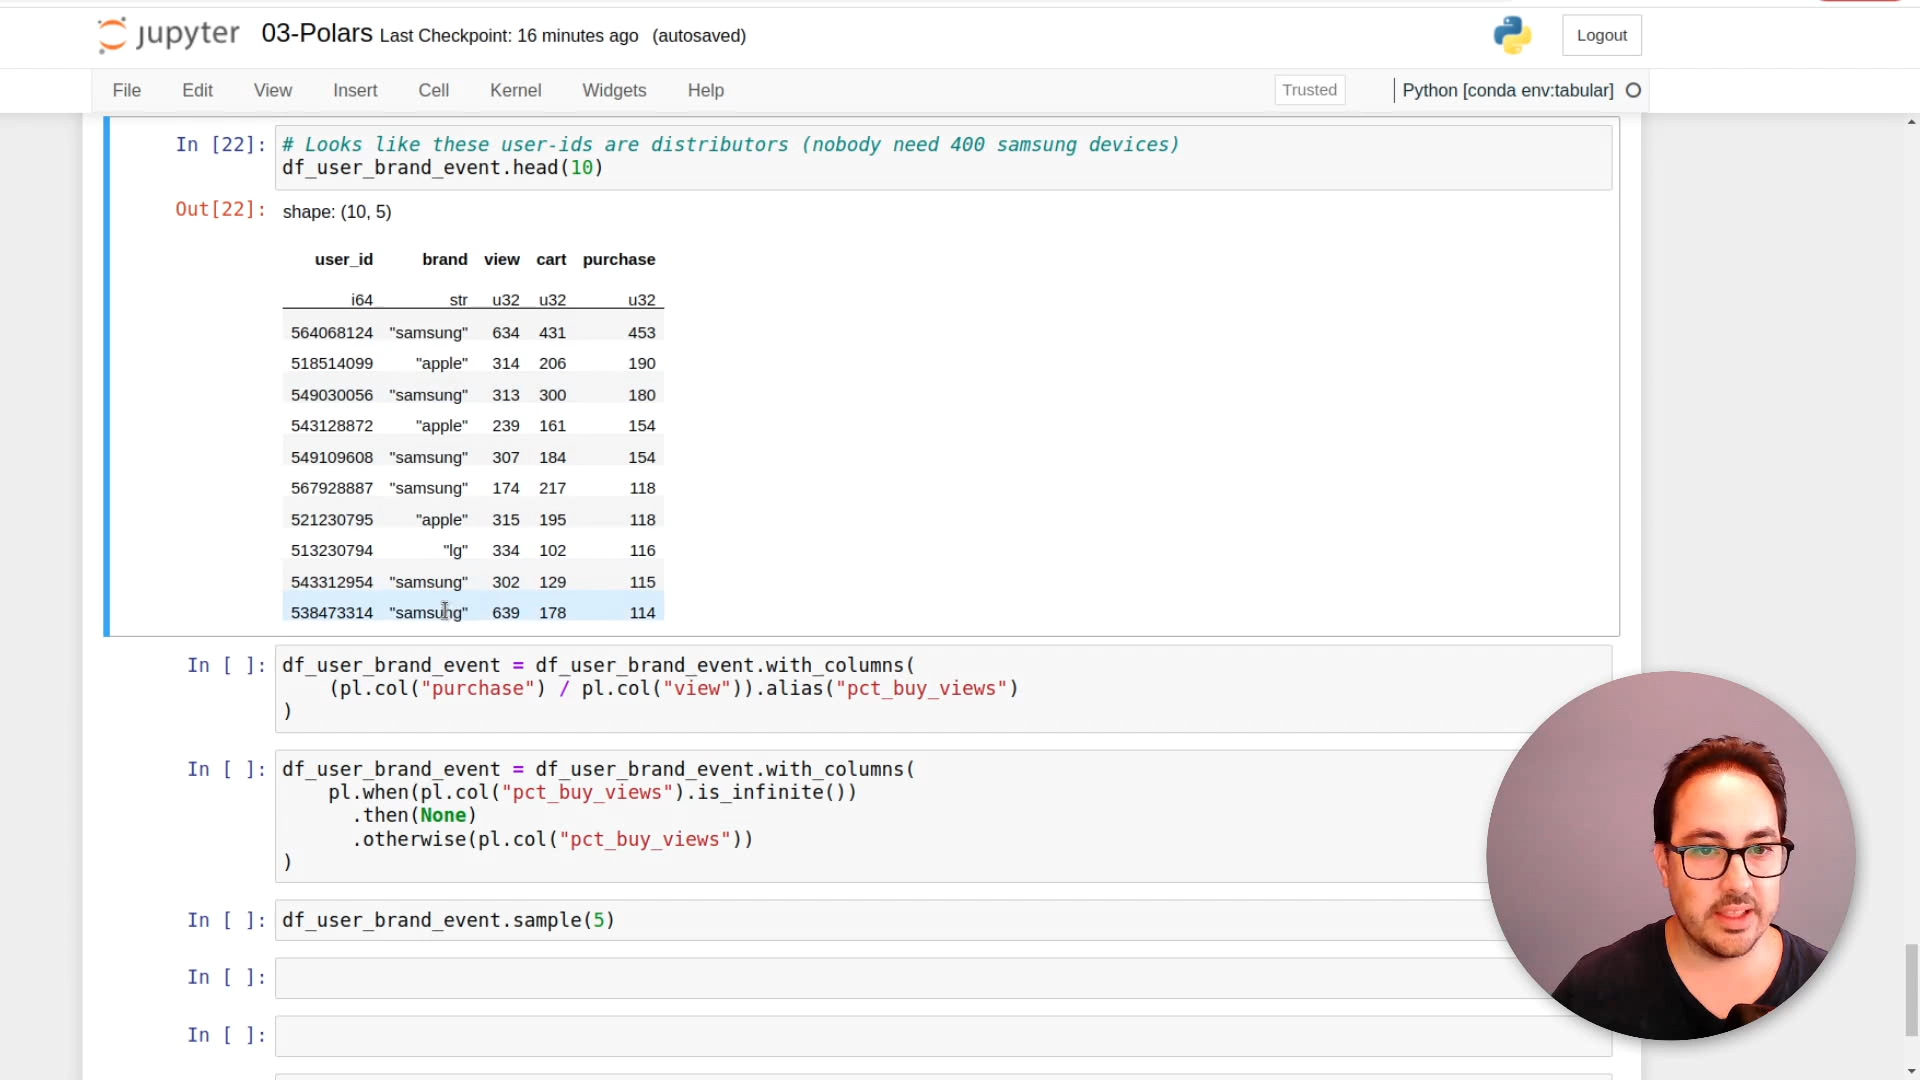 jupyter 03-Polars Last Checkpoint: 16 minutes ago (autosaved) Logout
File Edit View Insert Cell Kernel Widgets Help Trusted Python [conda env:tabular]
In [22]: # Looks like these user-ids are distributors (nobody need 400 samsung devices)
df_user_brand_event.head(10)
Out[22]: shape: (10, 5)
user_id brand view cart purchase
i64 str u32 u32 u32
564068124 "samsung" 634 431 453
518514099 "apple" 314 206 190
549030056 "samsung" 313 300 180
543128872 "apple" 239 161 154
549109608 "samsung" 307 184 154
567928887 "samsung" 174 217 118
521230795 "apple" 315 195 118
513230794 "lg" 334 102 116
543312954 "samsung" 302 129 115
538473314 "samsung" 639 178 114
In [ ]: df_user_brand_event = df_user_brand_event.with_columns(
(pl.col("purchase") / pl.col("view")).alias("pct_buy_views")
)
In [ ]: df_user_brand_event = df_user_brand_event.with_columns(
pl.when(pl.col("pct_buy_views").is_infinite())
.then(None)
.otherwise(pl.col("pct_buy_views"))
)
In [ ]: df_user_brand_event.sample(5)
In [ ]:
In [ ]: